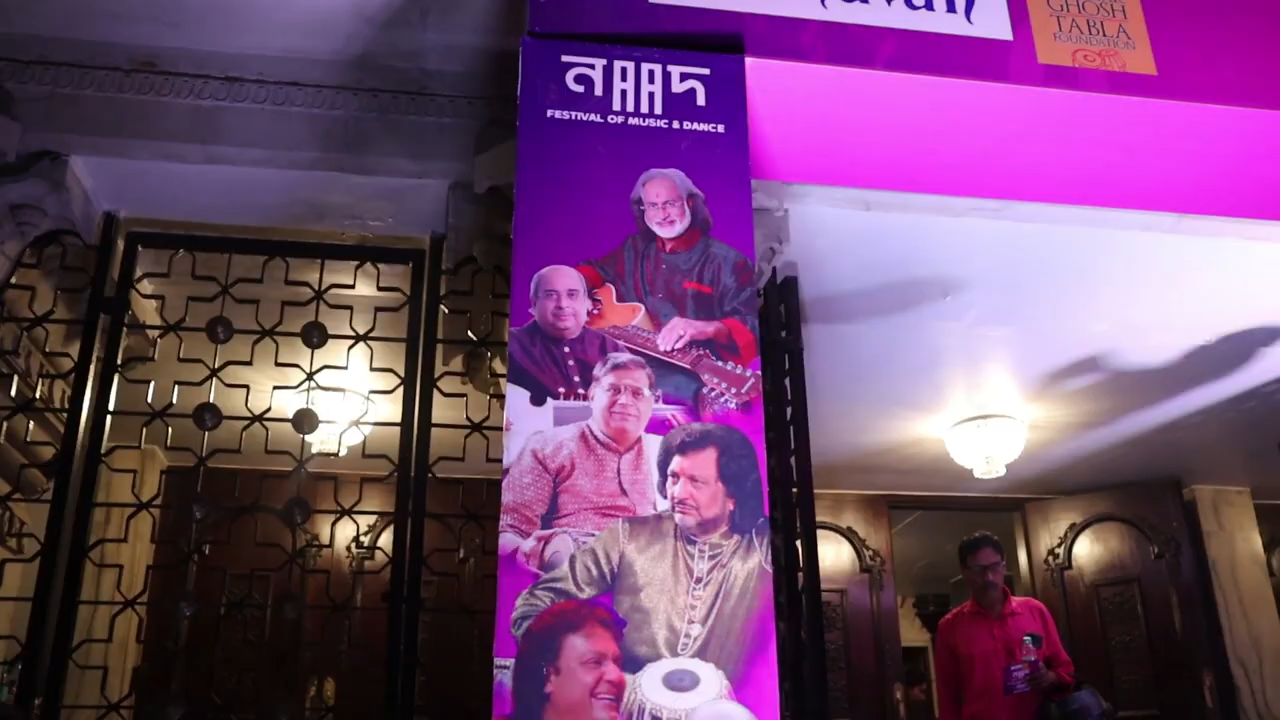 GHOSH
TABLA
FOUNDATION
নAAদ
FESTIVAL OF MUSIC & DANCE